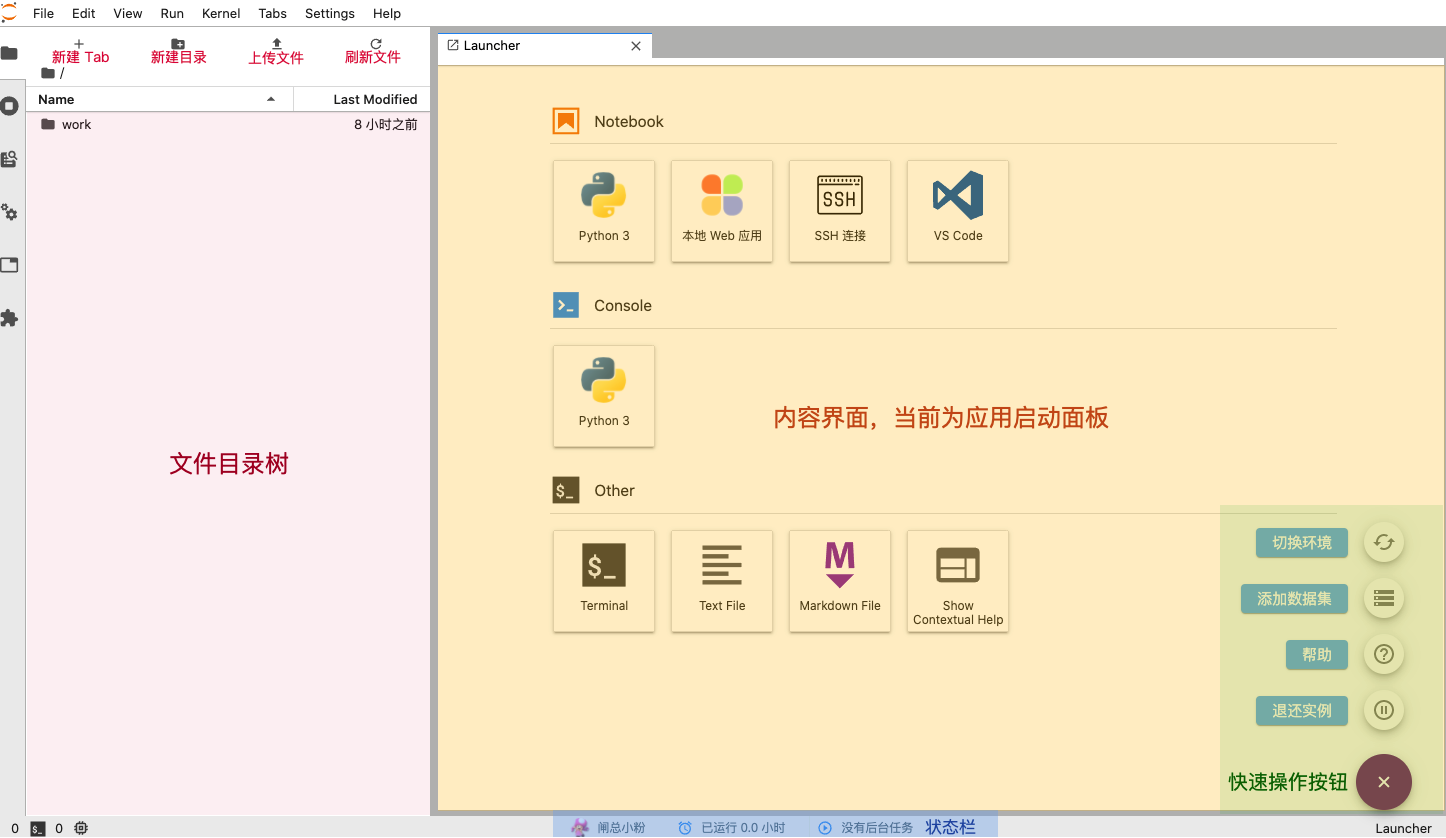 File Edit View Run Kernel Tabs Settings Help
新建 Tab 新建目录 上传文件 刷新文件
/
Name Last Modified
work 8 小时之前
文件目录树
Launcher
Notebook
Python 3 本地 Web 应用 SSH SSH 连接 VS Code
Console
Python 3
内容界面，当前为应用启动面板
$_ Other
$_ M
Terminal Text File Markdown File Show
Contextual Help
切换环境
添加数据集
帮助
退还实例
快速操作按钮
0 $_ 0 闸总小粉 已运行 0.0 小时 没有后台任务 状态栏 Launcher